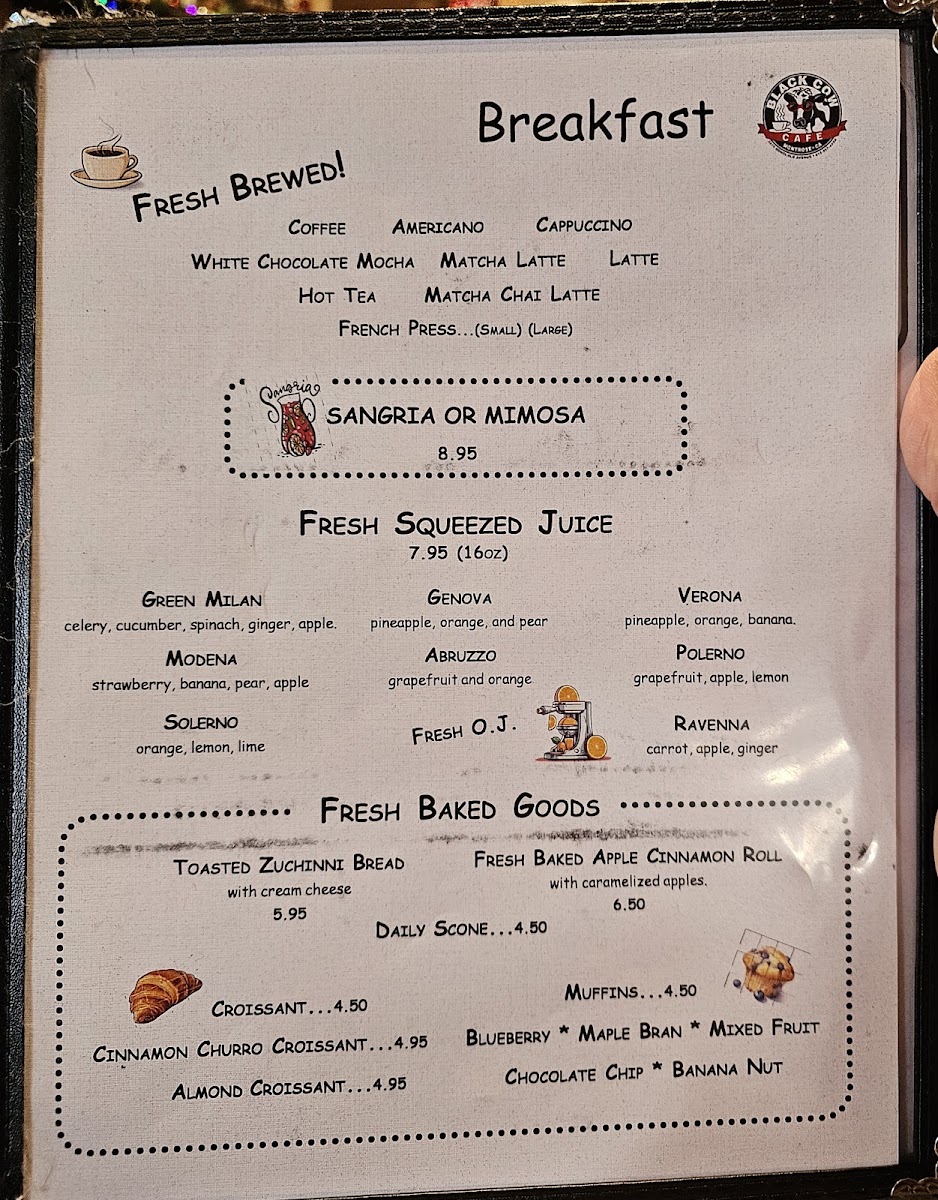 Breakfast
BLACK COW
CAFE
MONTROSE • CA
FRESH BREWED!
COFFEE AMERICANO CAPPUCCINO
WHITE CHOCOLATE MOCHA MATCHA LATTE LATTE
HOT TEA MATCHA CHAI LATTE
FRENCH PRESS...(SMALL) (LARGE)
Sangria
SANGRIA OR MIMOSA
8.95
FRESH SQUEEZED JUICE
7.95 (16oz)
GREEN MILAN GENOVA VERONA
celery, cucumber, spinach, ginger, apple. pineapple, orange, and pear pineapple, orange, banana.
MODENA ABRUZZO POLERNO
strawberry, banana, pear, apple grapefruit and orange grapefruit, apple, lemon
SOLERNO FRESH O.J. RAVENNA
orange, lemon, lime carrot, apple, ginger
FRESH BAKED GOODS
TOASTED ZUCHINNI BREAD FRESH BAKED APPLE CINNAMON ROLL
with cream cheese with caramelized apples.
5.95 6.50
DAILY SCONE...4.50
CROISSANT...4.50 MUFFINS...4.50
CINNAMON CHURRO CROISSANT...4.95 BLUEBERRY * MAPLE BRAN * MIXED FRUIT
ALMOND CROISSANT...4.95 CHOCOLATE CHIP * BANANA NUT